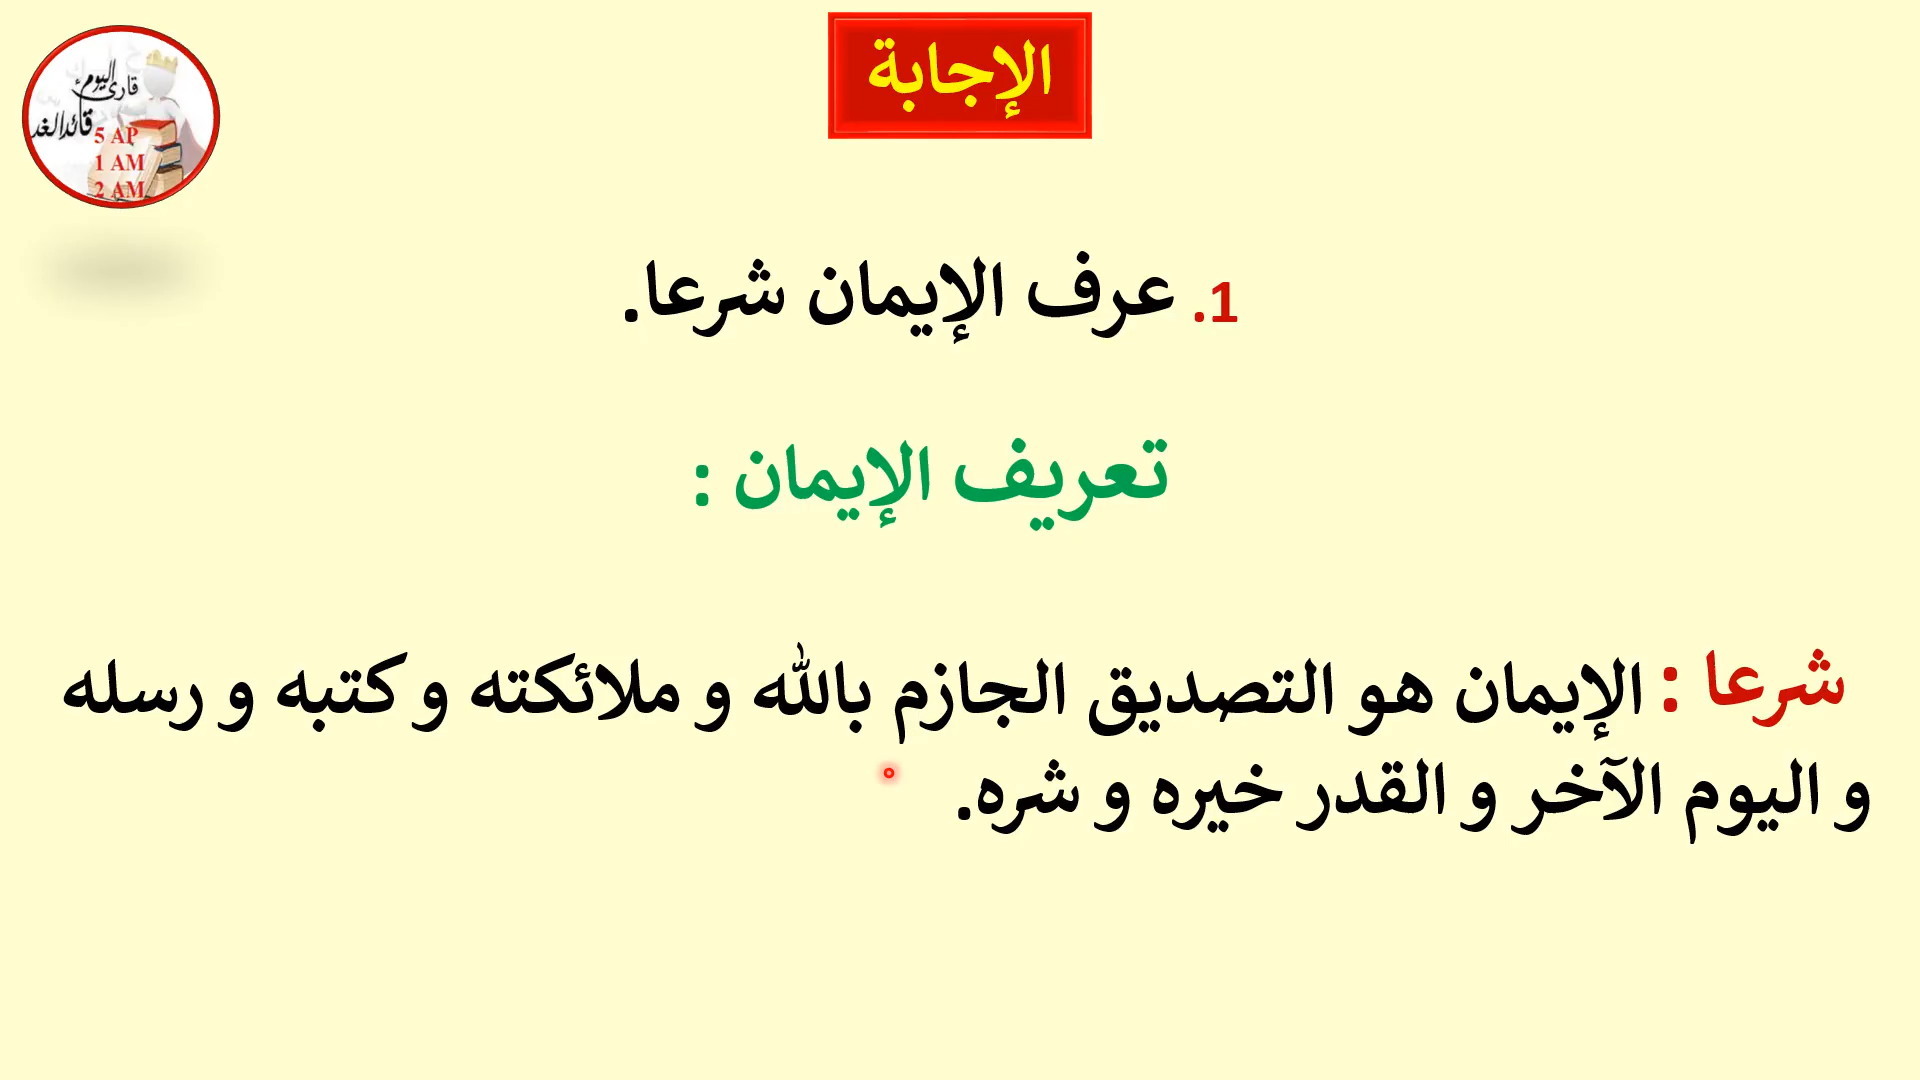 الإجابة
قارئ اليوم
قائد الغد
5 AP
1 AM
2 AM
1. عرف الإيمان شرعا.
تعريف الإيمان :
شرعا : الإيمان هو التصديق الجازم بالله و ملائكته و كتبه و رسله
و اليوم الآخر و القدر خيره و شره.